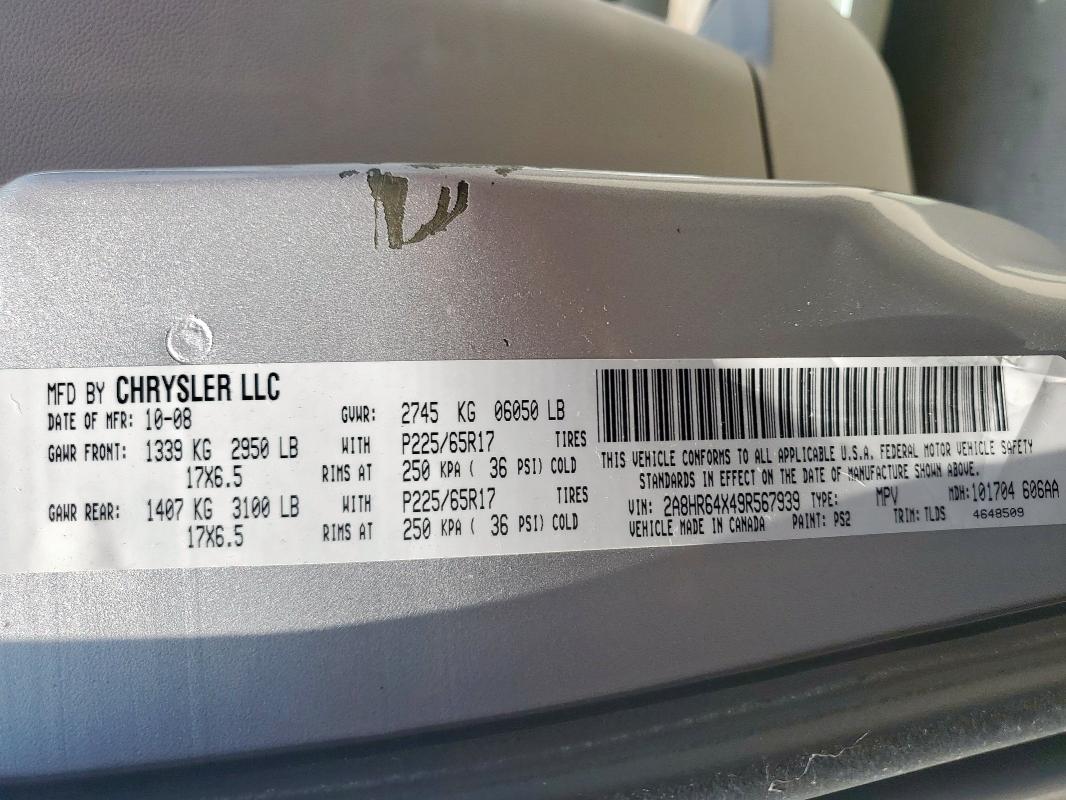 MFD BY CHRYSLER LLC
DATE OF MFR: 10-08 GVWR: 2745 KG 06050 LB
GAWR FRONT: 1339 KG 2950 LB WITH P225/65R17 TIRES
17X6.5 RIMS AT 250 KPA ( 36 PSI) COLD
GAWR REAR: 1407 KG 3100 LB WITH P225/65R17 TIRES
17X6.5 RIMS AT 250 KPA ( 36 PSI) COLD
THIS VEHICLE CONFORMS TO ALL APPLICABLE U.S.A. FEDERAL MOTOR VEHICLE SAFETY
STANDARDS IN EFFECT ON THE DATE OF MANUFACTURE SHOWN ABOVE.
VIN: 2A8HR64X49R567939 TYPE: MPV MDH:101704 606AA
VEHICLE MADE IN CANADA PAINT: PS2 TRIM: TLDS 4648509